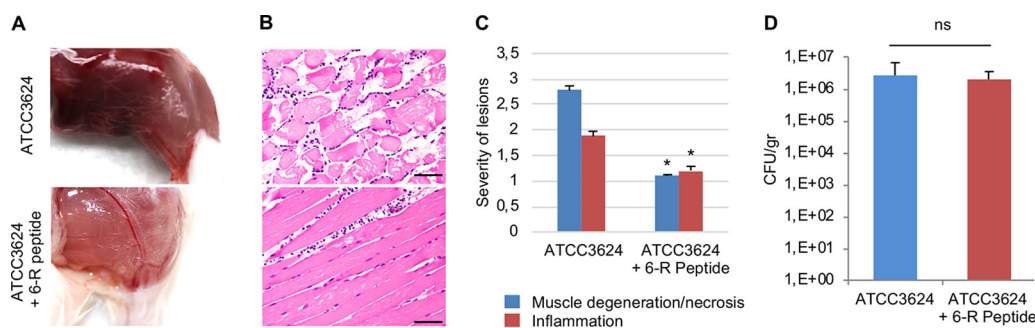 A
ATCC3624
ATCC3624
+ 6-R peptide
B
C
Severity of lesions
3,5
3
2,5
2
1,5
1
0,5
0
*
*
ATCC3624
ATCC3624
+ 6-R Peptide
Muscle degeneration/necrosis
Inflammation
D
ns
CFU/gr
1,E+07
1,E+06
1,E+05
1,E+04
1,E+03
1,E+02
1,E+01
1,E+00
ATCC3624
ATCC3624
+ 6-R Peptide